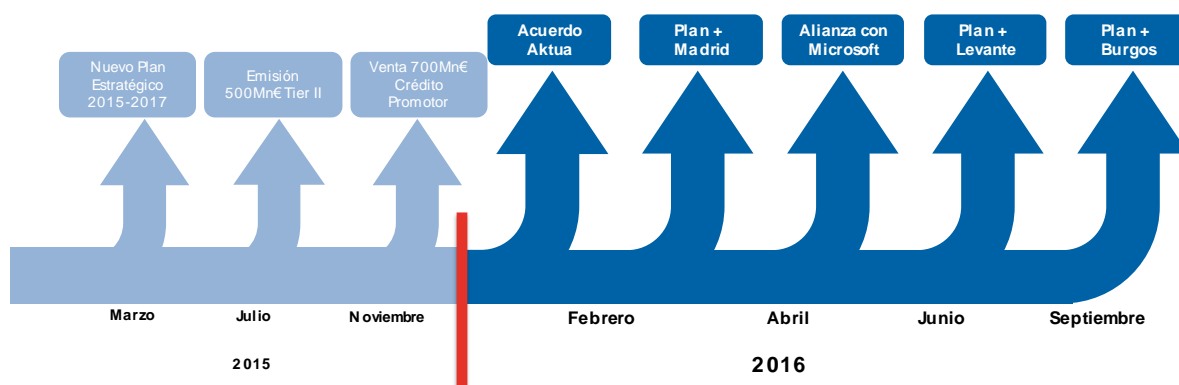 Nuevo Plan
Estratégico
2015-2017
Emisión
500Mn€ Tier II
Venta 700Mn€
Crédito
Promotor
Acuerdo
Aktua
Plan +
Madrid
Alianza con
Microsoft
Plan +
Levante
Plan +
Burgos
Marzo
Julio
Noviembre
Febrero
Abril
Junio
Septiembre
2015
2016